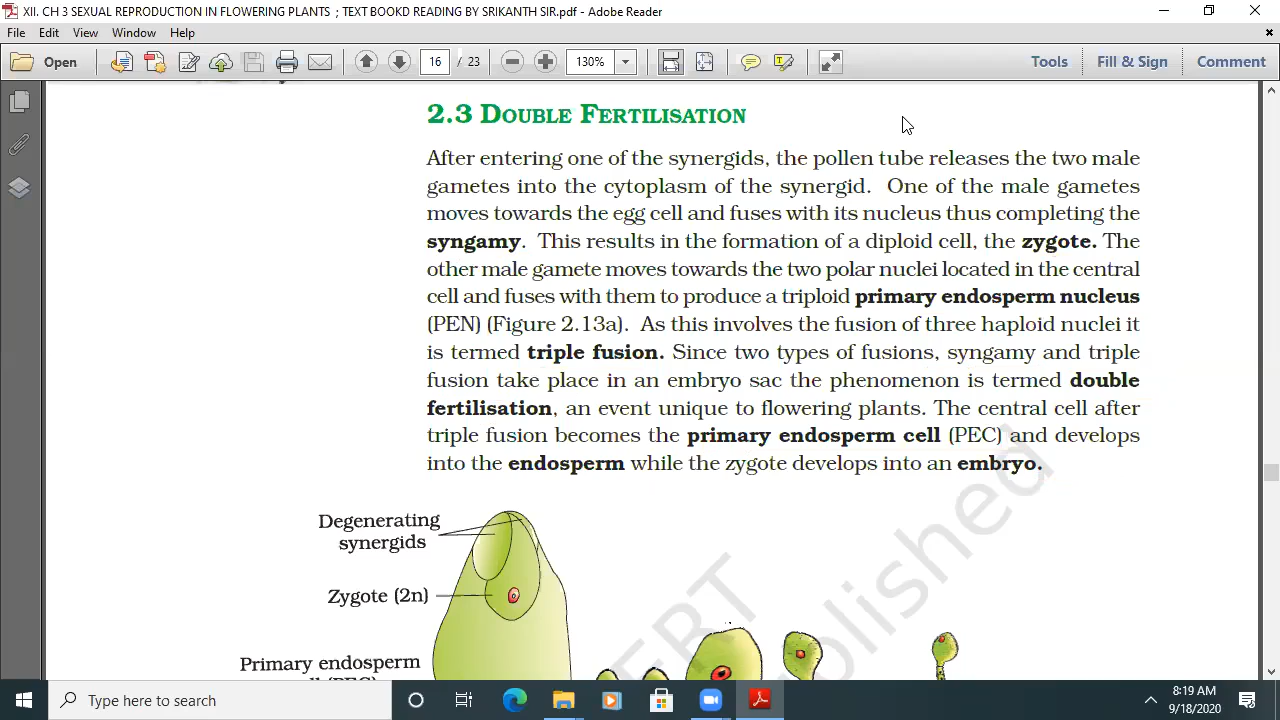 XII. CH 3 SEXUAL REPRODUCTION IN FLOWERING PLANTS ; TEXT BOOKD READING BY SRIKANTH SIR.pdf - Adobe Reader
File Edit View Window Help
Open 16 / 23 130% Tools Fill & Sign Comment
2.3 DOUBLE FERTILISATION
After entering one of the synergids, the pollen tube releases the two male
gametes into the cytoplasm of the synergid. One of the male gametes
moves towards the egg cell and fuses with its nucleus thus completing the
syngamy. This results in the formation of a diploid cell, the zygote. The
other male gamete moves towards the two polar nuclei located in the central
cell and fuses with them to produce a triploid primary endosperm nucleus
(PEN) (Figure 2.13a). As this involves the fusion of three haploid nuclei it
is termed triple fusion. Since two types of fusions, syngamy and triple
fusion take place in an embryo sac the phenomenon is termed double
fertilisation, an event unique to flowering plants. The central cell after
triple fusion becomes the primary endosperm cell (PEC) and develops
into the endosperm while the zygote develops into an embryo.
Degenerating
synergids
Zygote (2n)
Primary endosperm
Type here to search
8:19 AM
9/18/2020